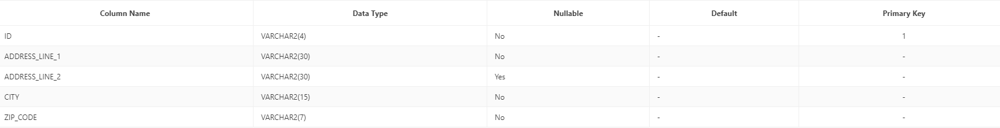 Column Name Data Type Nullable Default Primary Key
ID VARCHAR2(4) No - 1
ADDRESS_LINE_1 VARCHAR2(30) No - -
ADDRESS_LINE_2 VARCHAR2(30) Yes - -
CITY VARCHAR2(15) No - -
ZIP_CODE VARCHAR2(7) No - -